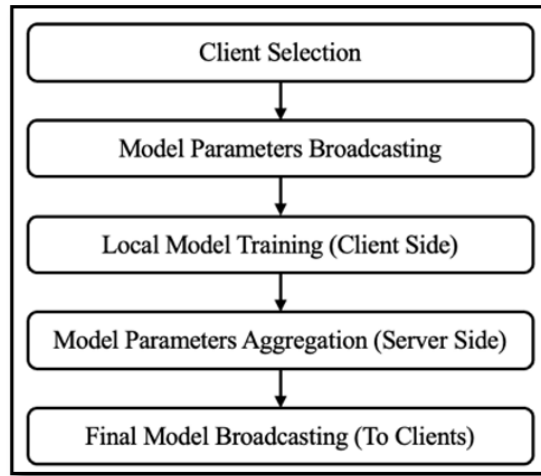 Client Selection
Model Parameters Broadcasting
Local Model Training (Client Side)
Model Parameters Aggregation (Server Side)
Final Model Broadcasting (To Clients)